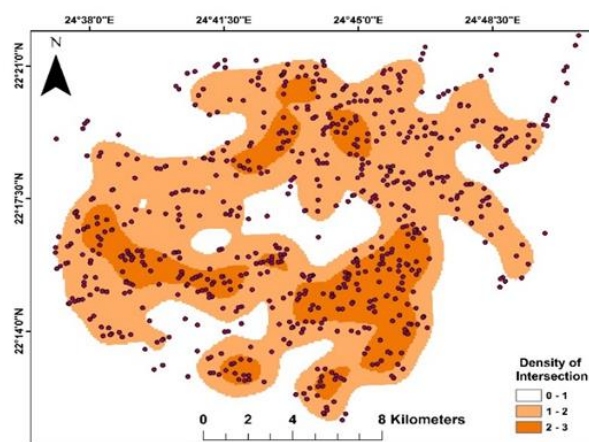 24°38'0"E 24°41'30"E 24°45'0"E 24°48'30"E
N
22°21'0"N
22°17'30"N
22°14'0"N
Density of
Intersection
0 - 1
1 - 2
2 - 3
0 2 4 8 Kilometers